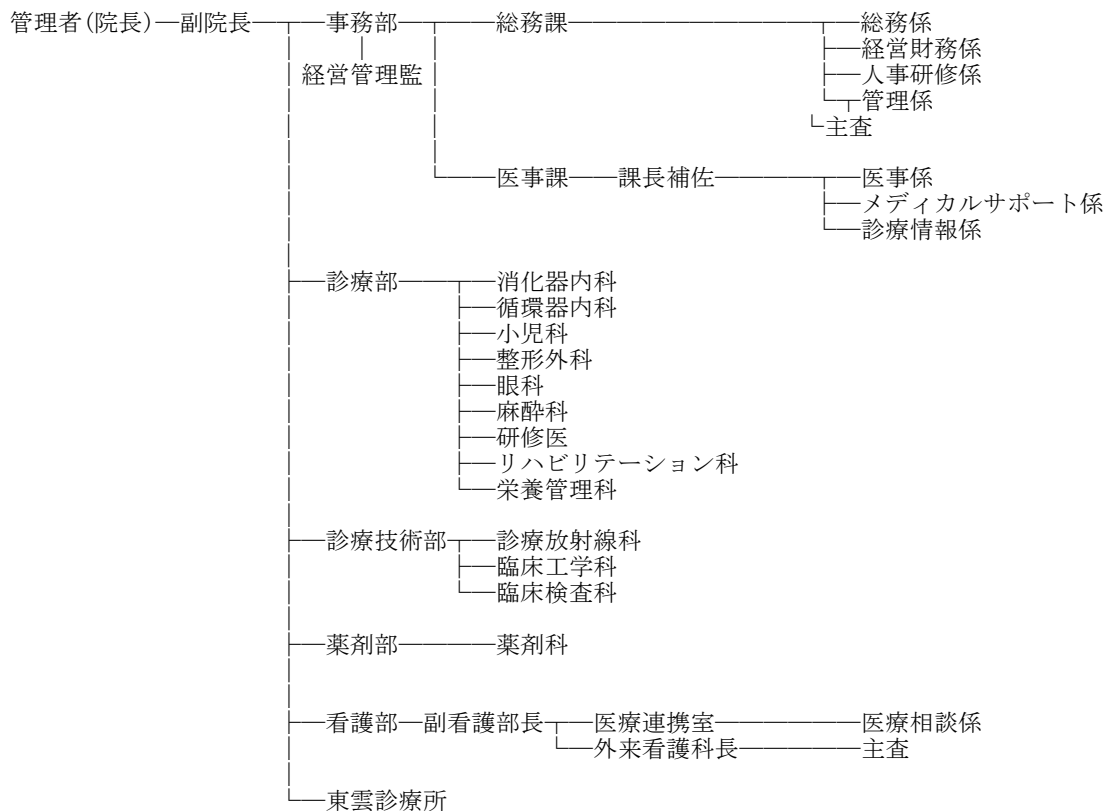 管理者(院長)―副院長 事務部 総務課 総務係
経営財務係
経営管理監 人事研修係
管理係
主査
医事課 課長補佐 医事係
メディカルサポート係
診療情報係
診療部 消化器内科
循環器内科
小児科
整形外科
眼科
麻酔科
研修医
リハビリテーション科
栄養管理科
診療技術部 診療放射線科
臨床工学科
臨床検査科
薬剤部 薬剤科
看護部 副看護部長 医療連携室 医療相談係
外来看護科長 主査
東雲診療所